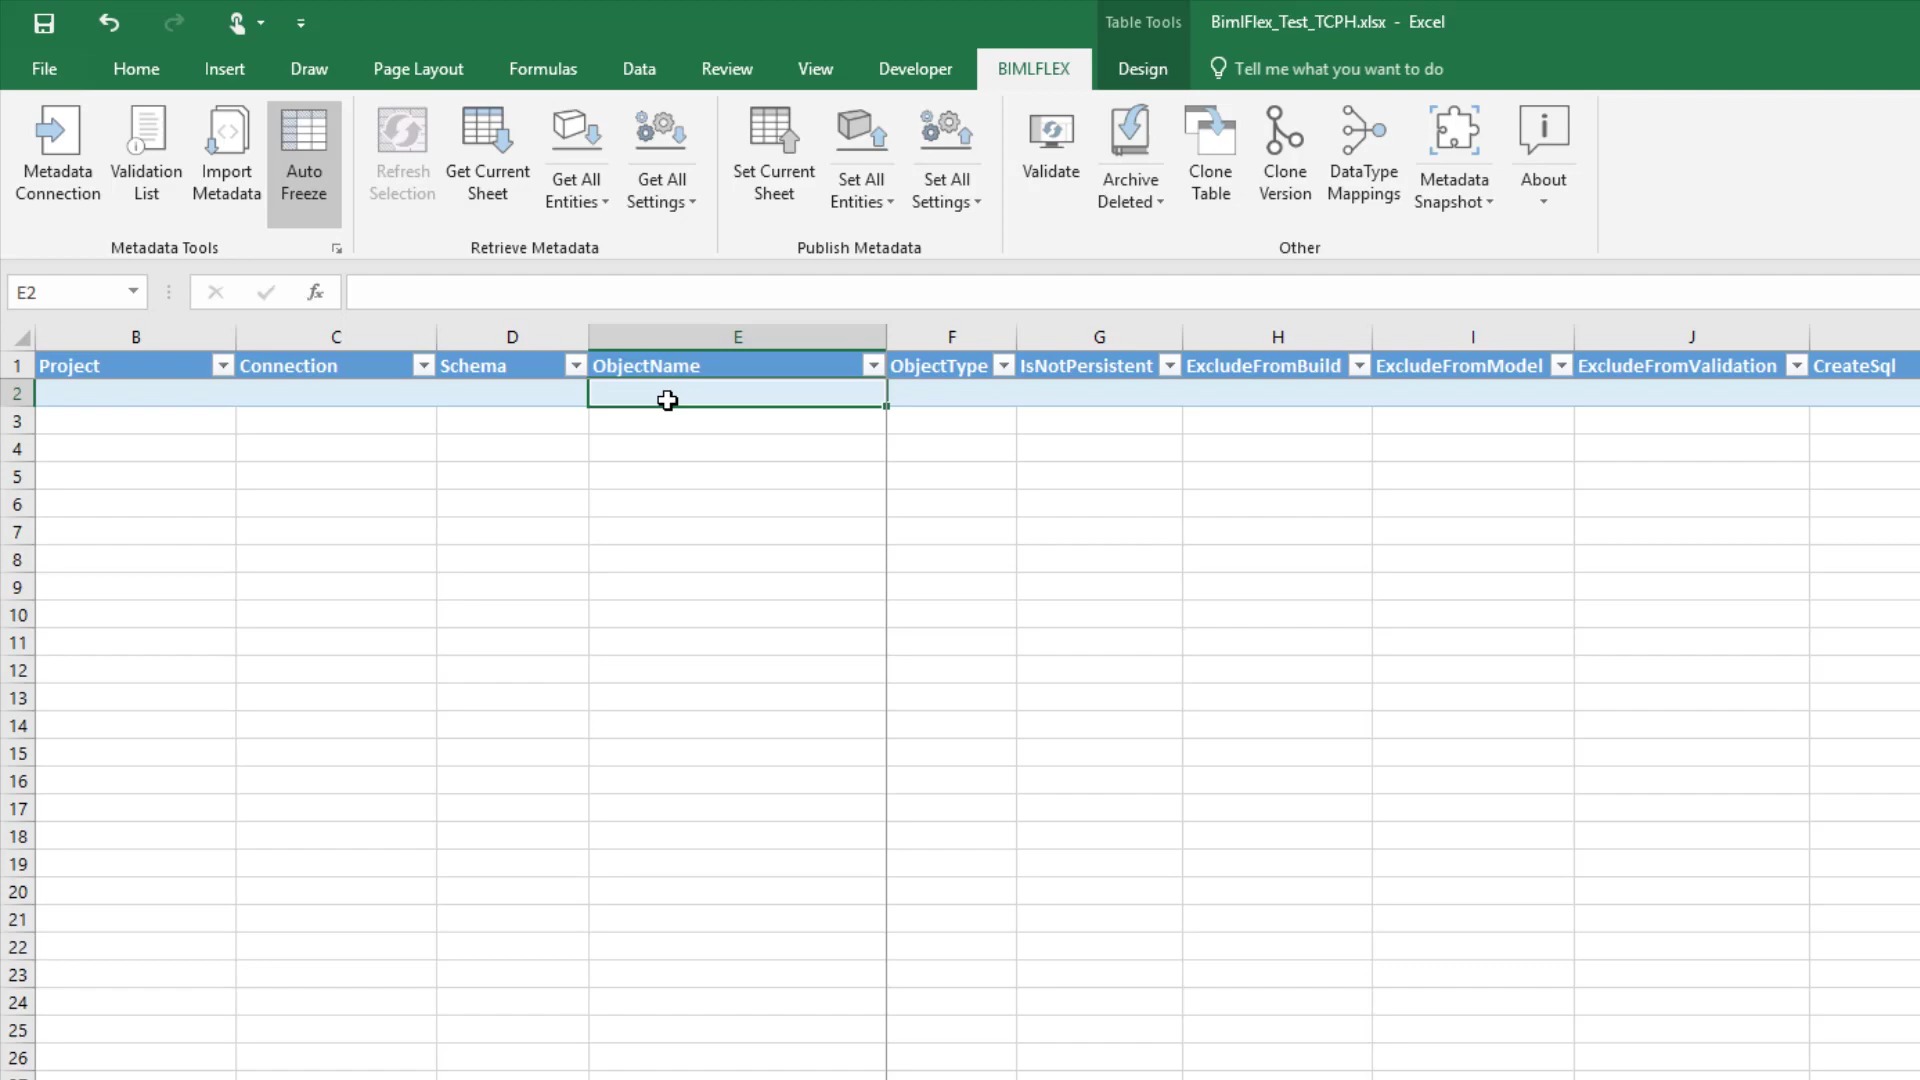 Table Tools
BimlFlex_Test_TCPH.xlsx - Excel
File Home Insert Draw Page Layout Formulas Data Review View Developer BIMLFLEX Design Tell me what you want to do
Metadata Connection
Validation List
Import Metadata
Auto Freeze
Refresh Selection
Get Current Sheet
Get All Entities
Get All Settings
Set Current Sheet
Set All Entities
Set All Settings
Validate
Archive Deleted
Clone Table
Clone Version
DataType Mappings
Metadata Snapshot
About
Metadata Tools Retrieve Metadata Publish Metadata Other
E2 fx
B C D E F G H I J
1 Project Connection Schema ObjectName ObjectType IsNotPersistent ExcludeFromBuild ExcludeFromModel ExcludeFromValidation CreateSql
2
3
4
5
6
7
8
9
10
11
12
13
14
15
16
17
18
19
20
21
22
23
24
25
26